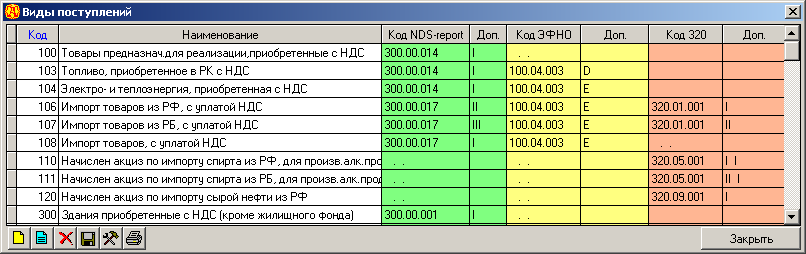 Виды поступлений
Код Наименование Код NDS-report Доп. Код ЭФНО Доп. Код 320 Доп.
100 Товары предназнач.для реализации,приобретенные с НДС 300.00.014 I . .
103 Топливо, приобретенное в РК с НДС 300.00.014 I 100.04.003 D
104 Электро- и теплоэнергия, приобретенная с НДС 300.00.014 I 100.04.003 E
106 Импорт товаров из РФ, с уплатой НДС 300.00.017 II 100.04.003 E 320.01.001 I
107 Импорт товаров из РБ, с уплатой НДС 300.00.017 III 100.04.003 E 320.01.001 II
108 Импорт товаров, с уплатой НДС 300.00.017 I 100.04.003 E . .
110 Начислен акциз по импорту спирта из РФ, для произв.алк.прод . . . . 320.05.001 I I
111 Начислен акциз по импорту спирта из РБ, для произв.алк.прод . . . . 320.05.001 II I
120 Начислен акциз по импорту сырой нефти из РФ . . . . 320.09.001 I
300 Здания приобретенные с НДС (кроме жилищного фонда) 300.00.001 I . .
Закрыть